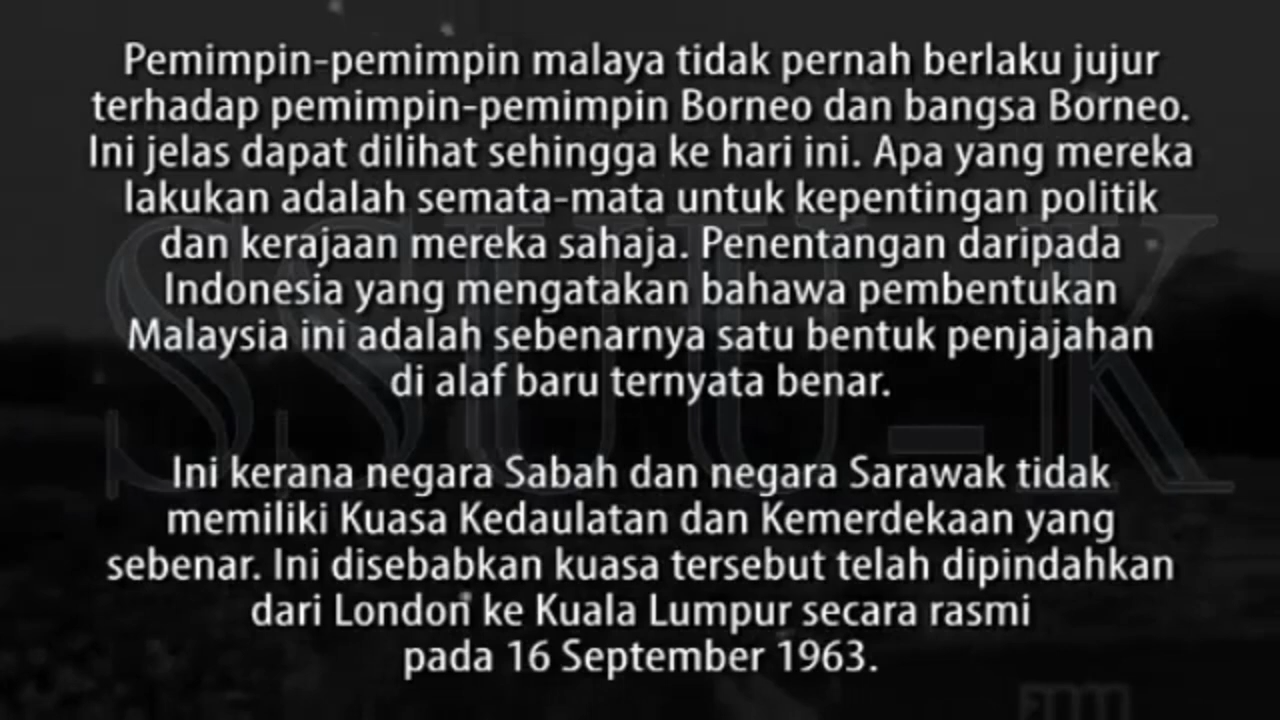 Pemimpin-pemimpin malaya tidak pernah berlaku jujur
terhadap pemimpin-pemimpin Borneo dan bangsa Borneo.
Ini jelas dapat dilihat sehingga ke hari ini. Apa yang mereka
lakukan adalah semata-mata untuk kepentingan politik
dan kerajaan mereka sahaja. Penentangan daripada
Indonesia yang mengatakan bahawa pembentukan
Malaysia ini adalah sebenarnya satu bentuk penjajahan
di alaf baru ternyata benar.
SSUU-K
Ini kerana negara Sabah dan negara Sarawak tidak
memiliki Kuasa Kedaulatan dan Kemerdekaan yang
sebenar. Ini disebabkan kuasa tersebut telah dipindahkan
dari London ke Kuala Lumpur secara rasmi
pada 16 September 1963.